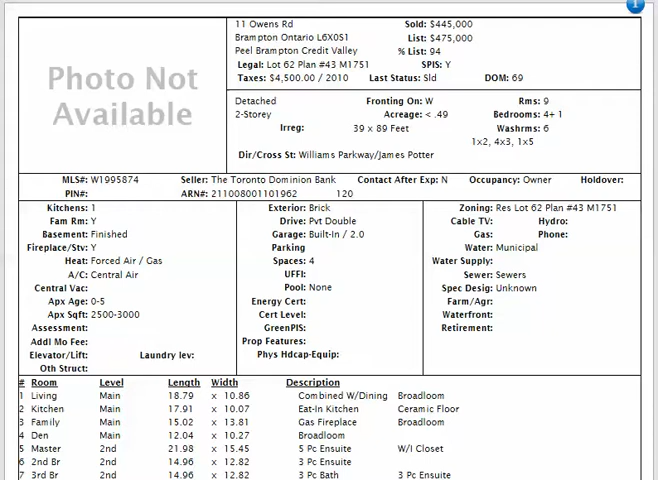 Photo Not
Available
11 Owens Rd Sold: $445,000
Brampton Ontario L6X0S1 List: $475,000
Peel Brampton Credit Valley % List: 94
Legal: Lot 62 Plan #43 M1751 SPIS: Y
Taxes: $4,500.00 / 2010 Last Status: Sld DOM: 69
Detached Fronting On: W Rms: 9
2-Storey Acreage: < .49 Bedrooms: 4+ 1
Irreg: 39 x 89 Feet Washrms: 6
1x2, 4x3, 1x5
Dir/Cross St: Williams Parkway/James Potter
MLS#: W1995874 Seller: The Toronto Dominion Bank Contact After Exp: N Occupancy: Owner Holdover:
PIN#: ARN#: 211008001101962 120
Kitchens: 1 Exterior: Brick Zoning: Res Lot 62 Plan #43 M1751
Fam Rm: Y Drive: Pvt Double Cable TV: Hydro:
Basement: Finished Garage: Built-In / 2.0 Gas: Phone:
Fireplace/Stv: Y Parking Water: Municipal
Heat: Forced Air / Gas Spaces: 4 Water Supply:
A/C: Central Air UFFI: Sewer: Sewers
Central Vac: Pool: None Spec Desig: Unknown
Apx Age: 0-5 Energy Cert: Farm/Agr:
Apx Sqft: 2500-3000 Cert Level: Waterfront:
Assessment: GreenPIS: Retirement:
Addl Mo Fee: Prop Features:
Elevator/Lift: Laundry lev: Phys Hdcap-Equip:
Oth Struct:
# Room Level Length Width Description
1 Living Main 18.79 x 10.86 Combined W/Dining Broadloom
2 Kitchen Main 17.91 x 10.07 Eat-In Kitchen Ceramic Floor
3 Family Main 15.02 x 13.81 Gas Fireplace Broadloom
4 Den Main 12.04 x 10.27 Broadloom
5 Master 2nd 21.98 x 15.45 5 Pc Ensuite W/I Closet
6 2nd Br 2nd 14.96 x 12.82 3 Pc Ensuite
7 3rd Br 2nd 14.96 x 12.82 3 Pc Bath 3 Pc Ensuite